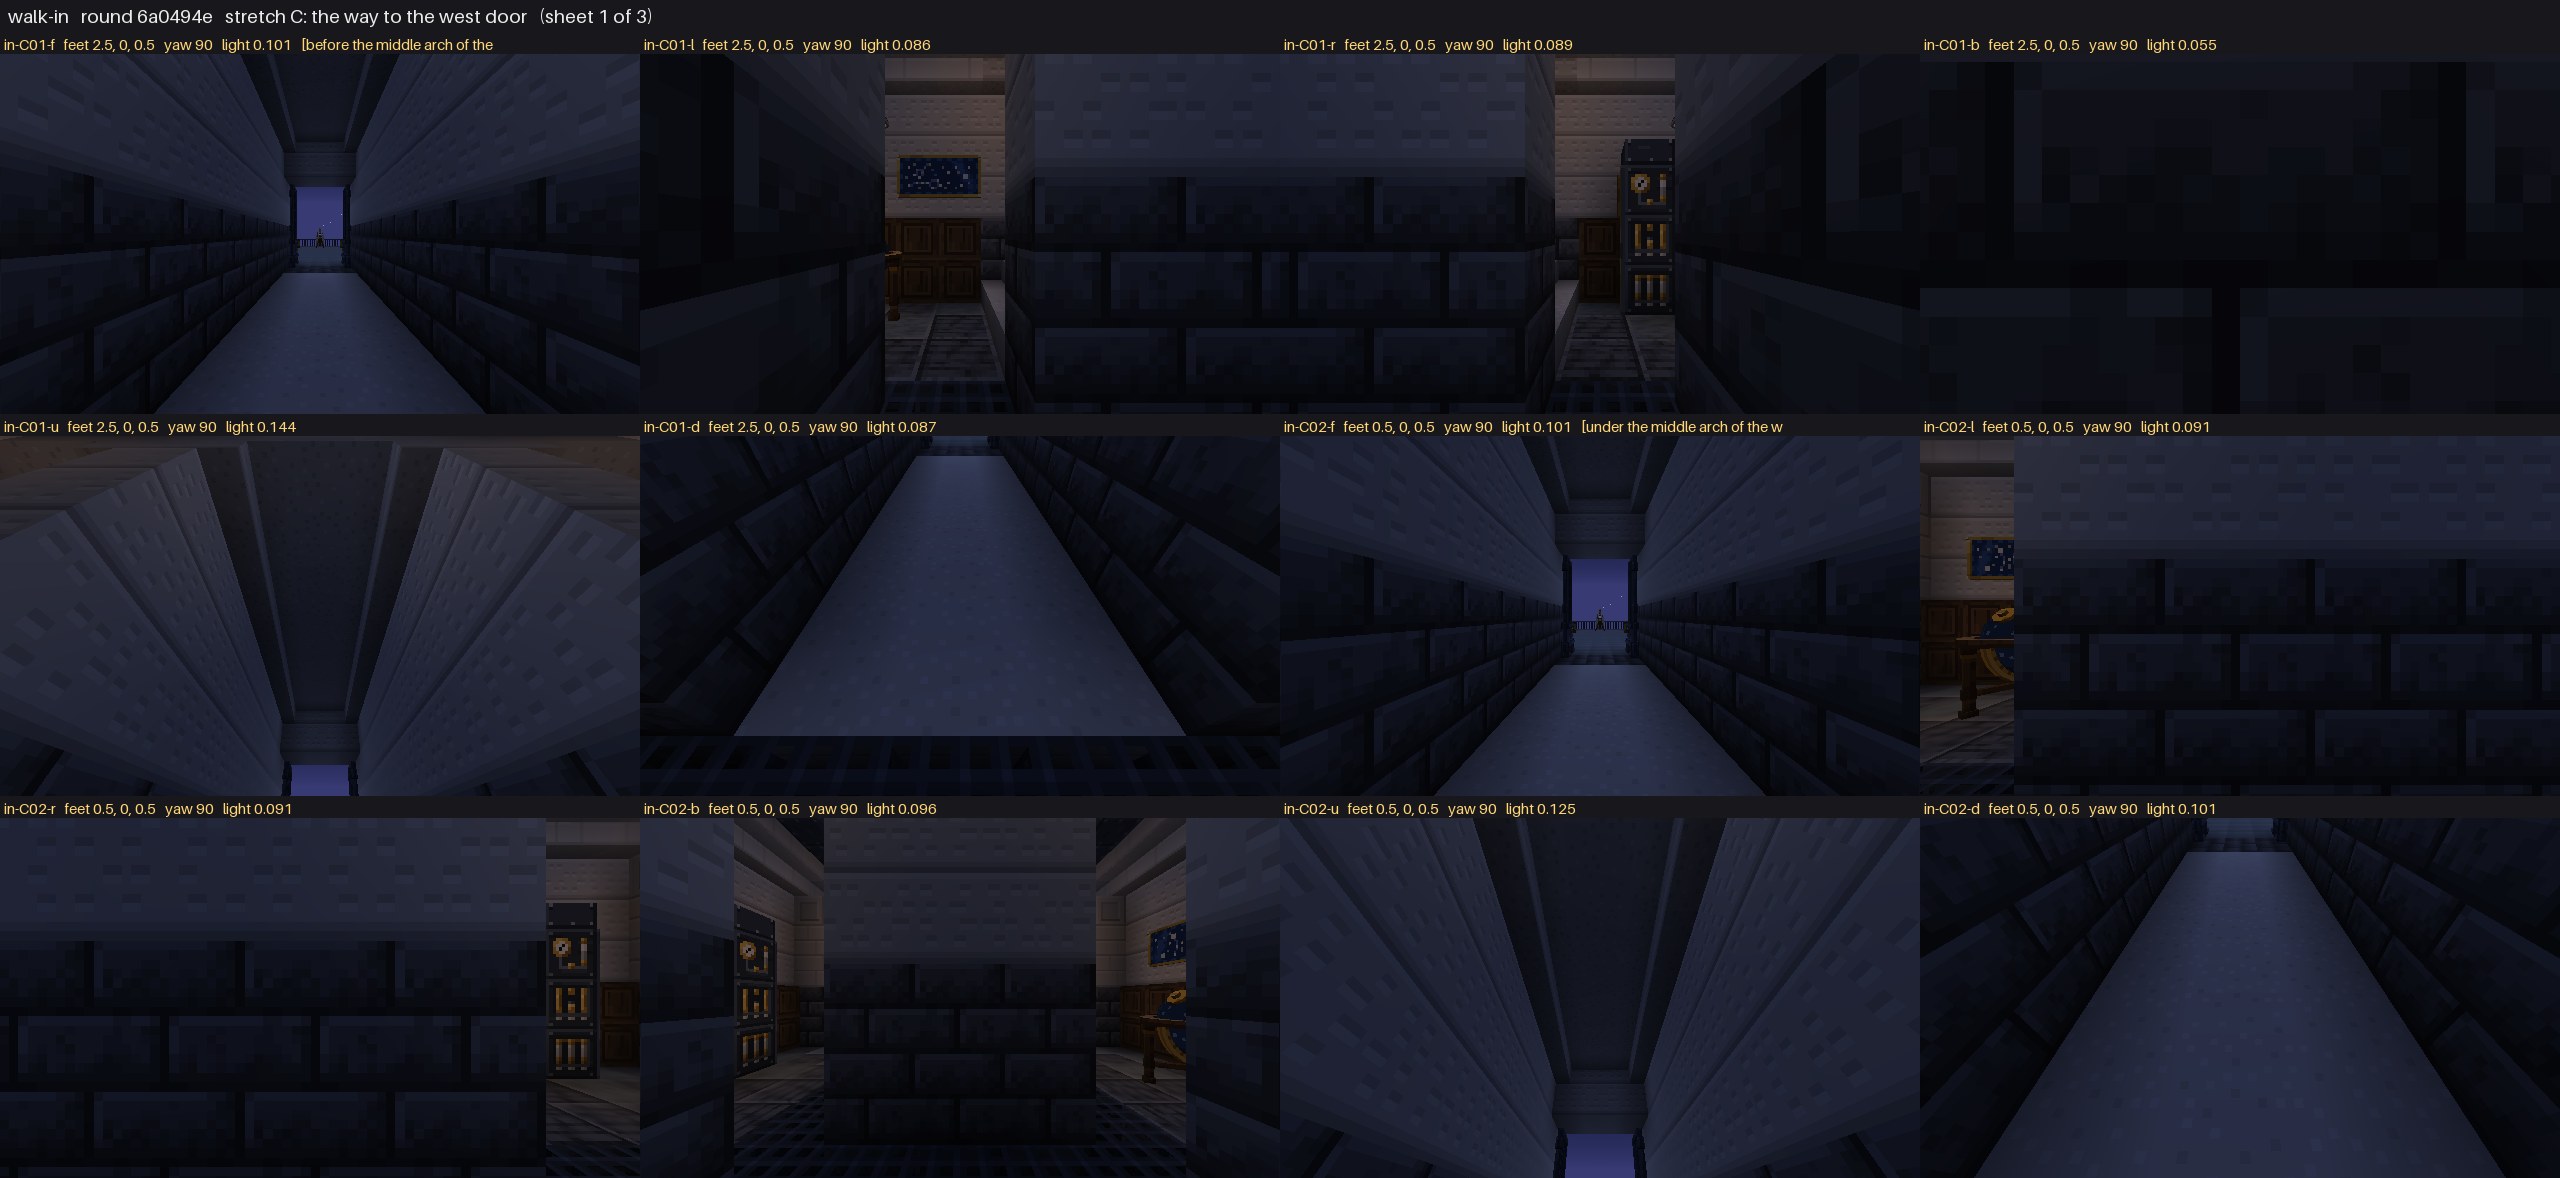 walk-in round 6a0494e stretch C: the way to the west door (sheet 1 of 3)
in-C01-f feet 2.5, 0, 0.5 yaw 90 light 0.101 [before the middle arch of the
in-C01-l feet 2.5, 0, 0.5 yaw 90 light 0.086
in-C01-r feet 2.5, 0, 0.5 yaw 90 light 0.089
in-C01-b feet 2.5, 0, 0.5 yaw 90 light 0.055
in-C01-u feet 2.5, 0, 0.5 yaw 90 light 0.144
in-C01-d feet 2.5, 0, 0.5 yaw 90 light 0.087
in-C02-f feet 0.5, 0, 0.5 yaw 90 light 0.101 [under the middle arch of the w
in-C02-l feet 0.5, 0, 0.5 yaw 90 light 0.091
in-C02-r feet 0.5, 0, 0.5 yaw 90 light 0.091
in-C02-b feet 0.5, 0, 0.5 yaw 90 light 0.096
in-C02-u feet 0.5, 0, 0.5 yaw 90 light 0.125
in-C02-d feet 0.5, 0, 0.5 yaw 90 light 0.101